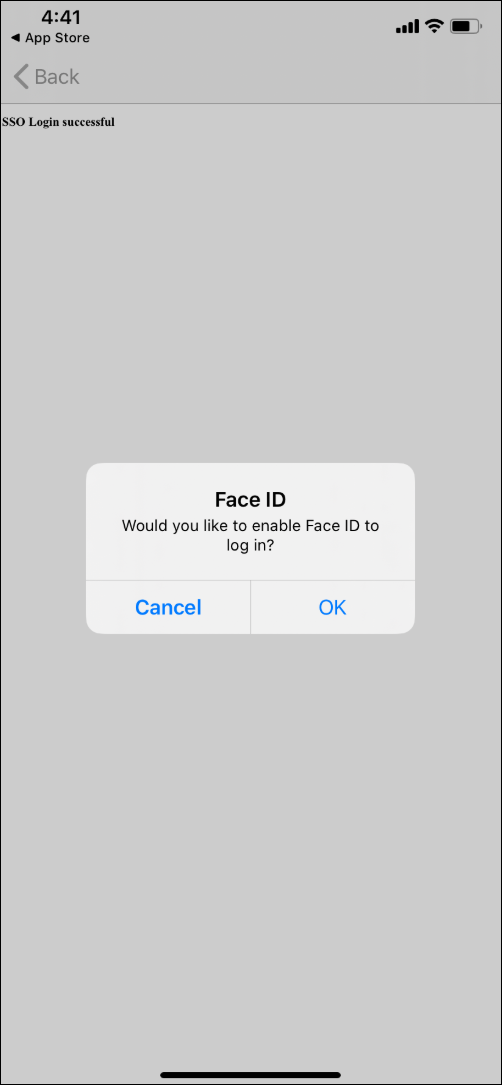 4:41
◀ App Store
Back
SSO Login successful
Face ID
Would you like to enable Face ID to
log in?
Cancel
OK